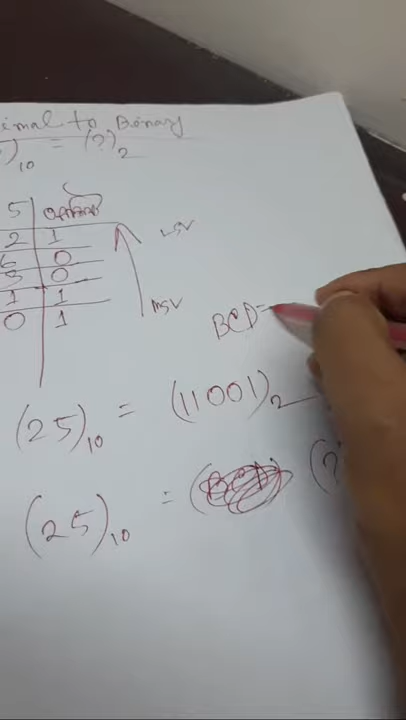 imal to Binary
)10 = (?)2
5
2 1
6 0
3 0
1 1
0 1
LSV
MSV
BCD=
(25)10 = (11001)2
(25)10 = (?